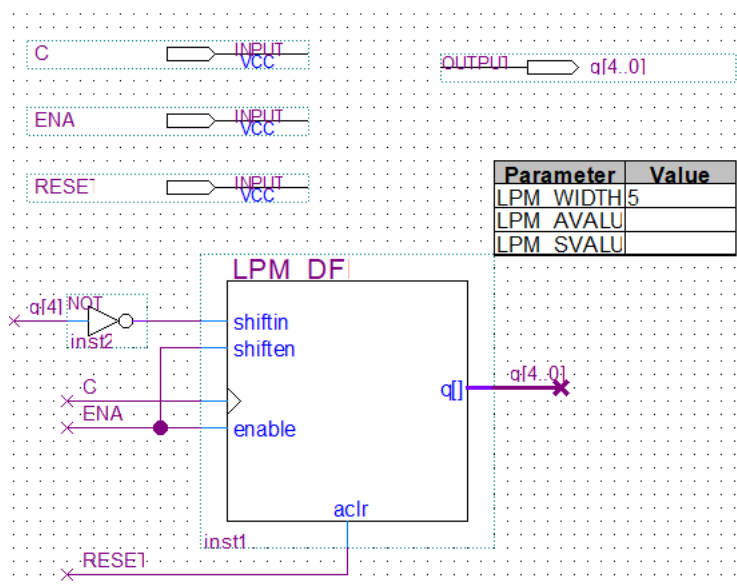 C INPUT VCC
OUTPUT q[4..0]
ENA INPUT VCC
RESET INPUT VCC
Parameter Value
LPM_WIDTH 5
LPM_AVALU
LPM_SVALU
LPM_DF
q[4] NOT
inst2
shiftin
shiften
C
ENA
enable
q[]
q[4..0]
aclr
inst1
RESET